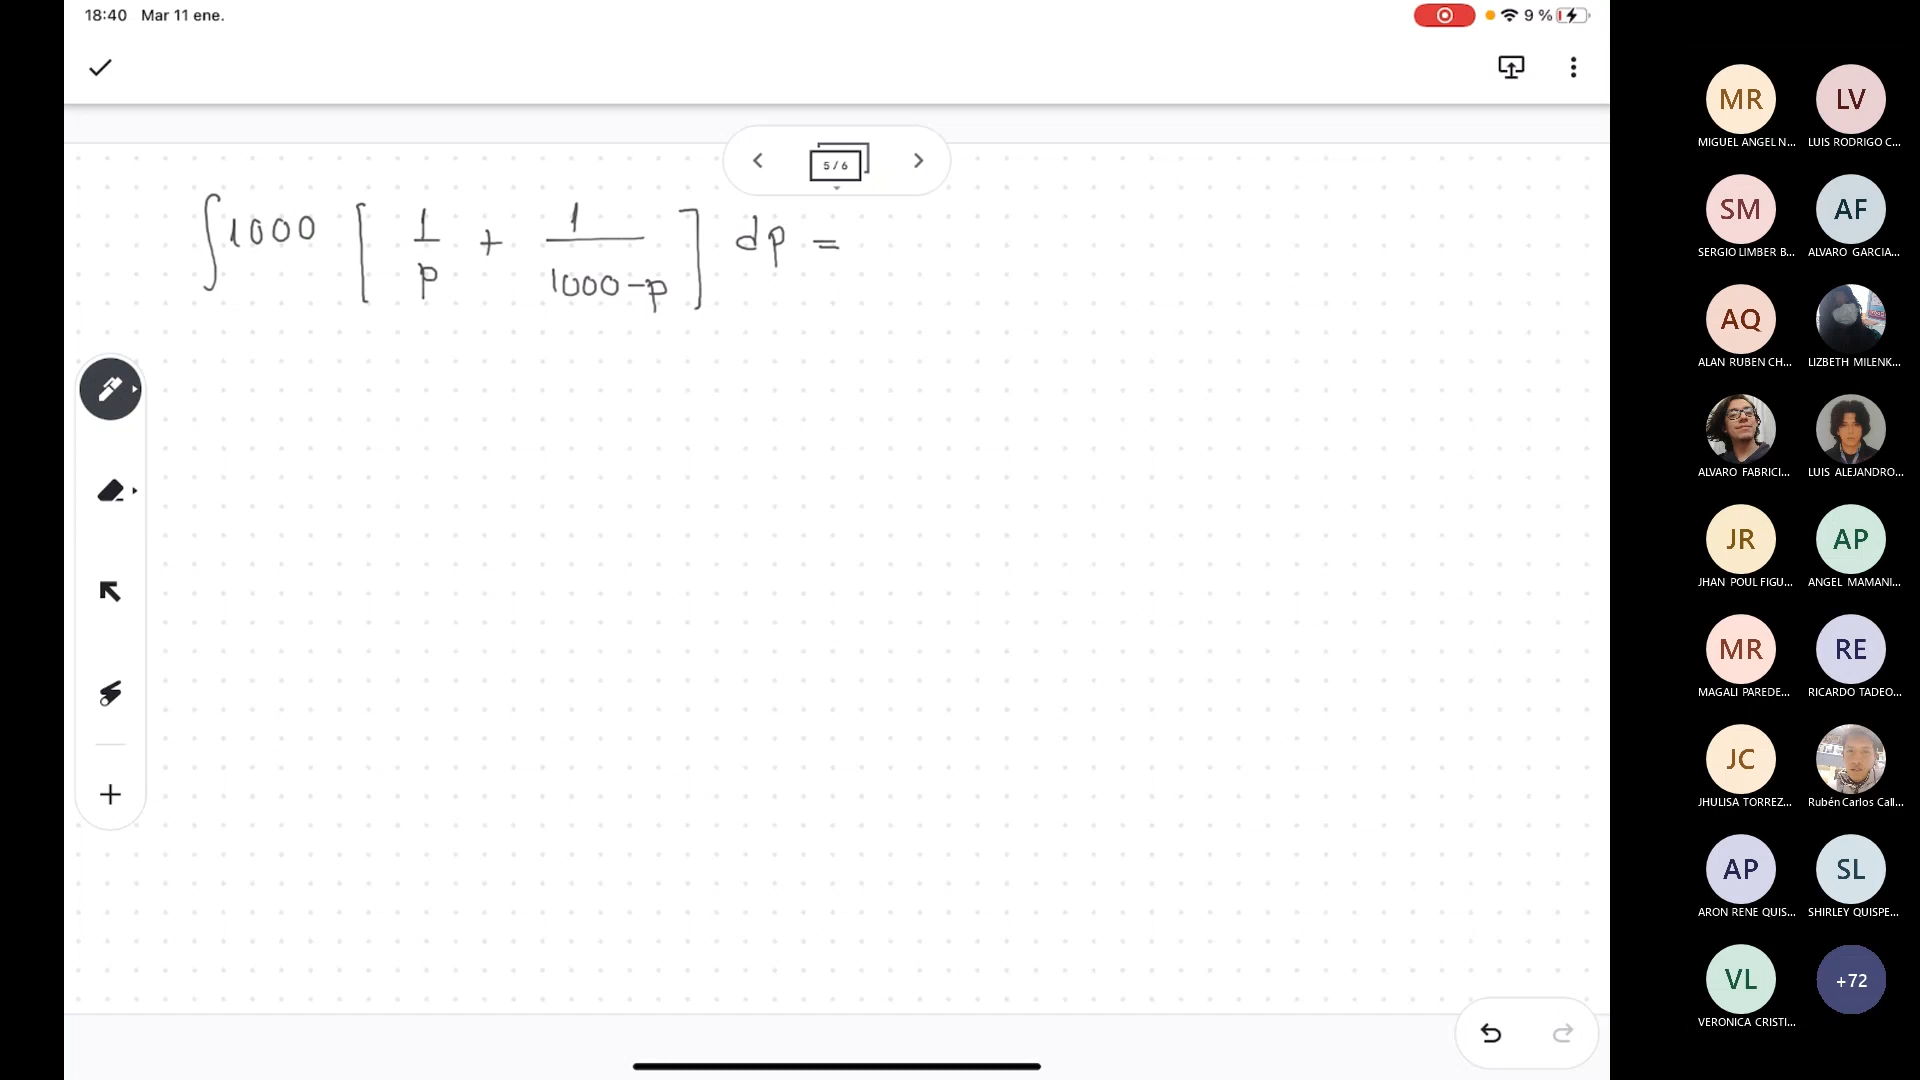 18:40 Mar 11 ene.
9 %
5 / 6
∫1000 [ 1/p + 1/(1000-p) ] dp =
MR LV
MIGUEL ANGEL N... LUIS RODRIGO C...
SM AF
SERGIO LIMBER B... ALVARO GARCIA...
AQ
ALAN RUBEN CH... LIZBETH MILENK...
ALVARO FABRICI... LUIS ALEJANDRO...
JR AP
JHAN POUL FIGU... ANGEL MAMANI...
MR RE
MAGALI PAREDE... RICARDO TADEO...
JC
JHULISA TORREZ... Rubén Carlos Call...
AP SL
ARON RENE QUIS... SHIRLEY QUISPE...
VL +72
VERONICA CRISTI...